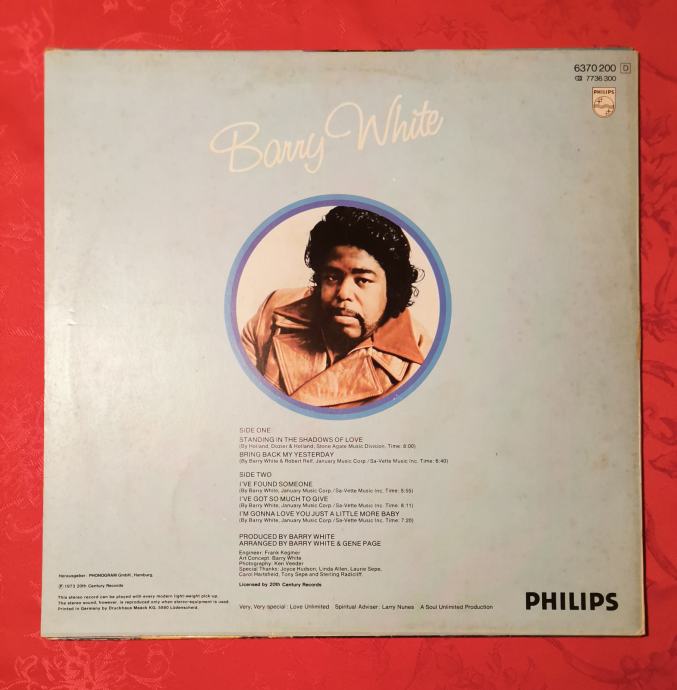 6370 200 D
7736 300
PHILIPS
Barry White
SIDE ONE
STANDING IN THE SHADOWS OF LOVE
(By Holland, Dozier & Holland, Stone Agate Music Division. Time: 8:00)
BRING BACK MY YESTERDAY
(By Barry White & Robert Relf, January Music Corp./Sa-Vette Music Inc. Time: 6:40)
SIDE TWO
I'VE FOUND SOMEONE
(By Barry White, January Music Corp./Sa-Vette Music Inc. Time: 5:55)
I'VE GOT SO MUCH TO GIVE
(By Barry White, January Music Corp./Sa-Vette Music Inc. Time: 8:11)
I'M GONNA LOVE YOU JUST A LITTLE MORE BABY
(By Barry White, January Music Corp./Sa-Vette Music Inc. Time: 7:20)
PRODUCED BY BARRY WHITE
ARRANGED BY BARRY WHITE & GENE PAGE
Engineer: Frank Kegmer
Art Concept: Barry White
Photography: Ken Veeder
Special Thanks: Joyce Hudson, Linda Allen, Laurie Sepe,
Carol Hartsfield, Tony Sepe and Sterling Radicliff.
Licensed by 20th Century Records
Herausgeber: PHONOGRAM GmbH., Hamburg.
Ⓟ 1973 20th Century Records
This stereo record can be played with every modern light-weight pick-up.
The stereo sound, however, is reproduced only when stereo-equipment is used.
Printed in Germany by Druckhaus Maack KG, 5880 Lüdenscheid.
Very, Very special: Love Unlimited Spiritual Adviser: Larry Nunes A Soul Unlimited Production
PHILIPS